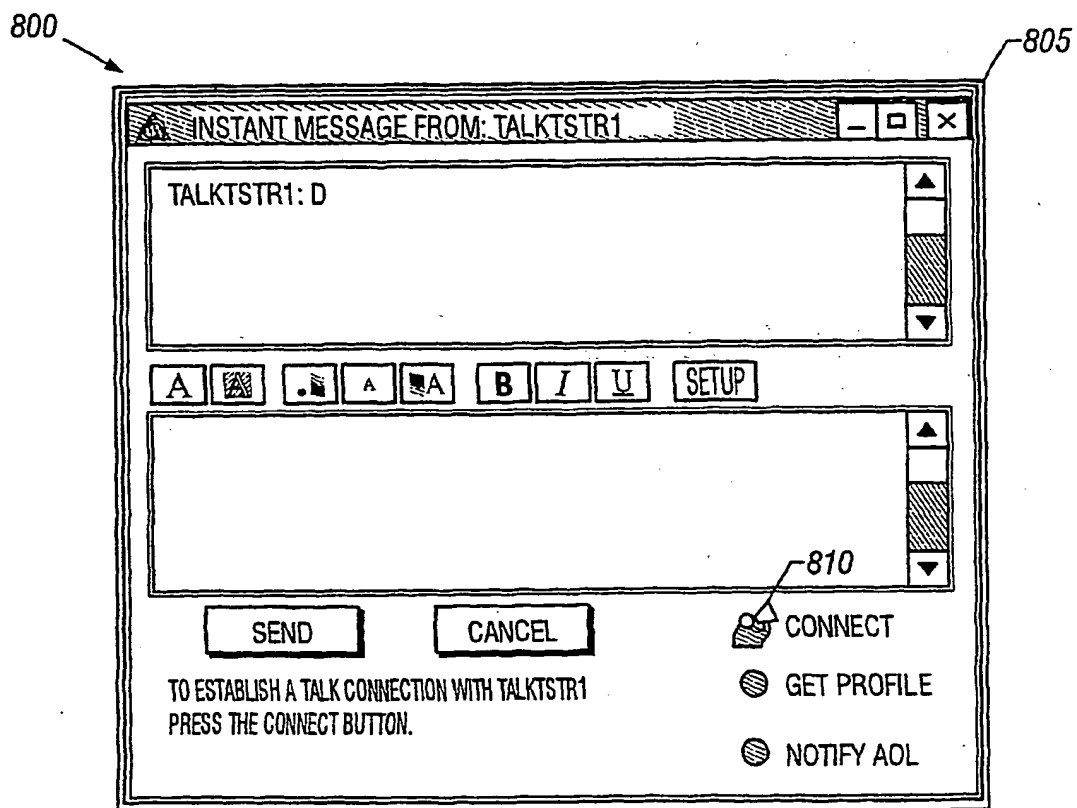 800
805
INSTANT MESSAGE FROM: TALKTSTR1
TALKTSTR1: D
A A A A B I U SETUP
810
SEND CANCEL CONNECT
TO ESTABLISH A TALK CONNECTION WITH TALKTSTR1
PRESS THE CONNECT BUTTON.
GET PROFILE
NOTIFY AOL